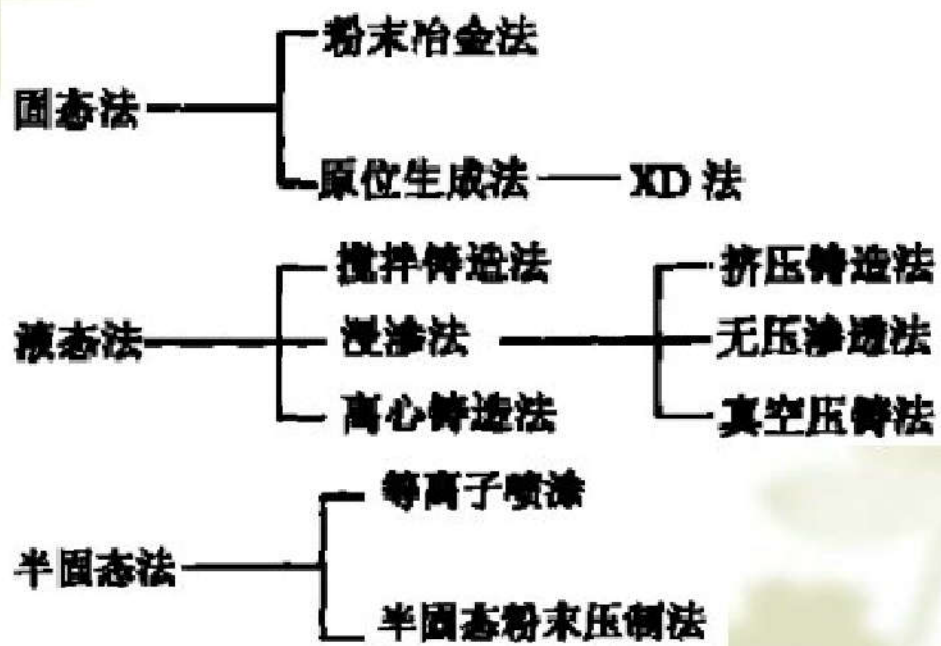 粉末冶金法
固态法
原位生成法 XD 法
搅拌铸造法 挤压铸造法
液态法 浸渗法 无压渗透法
离心铸造法 真空压铸法
等离子喷涂
半固态法
半固态粉末压制法